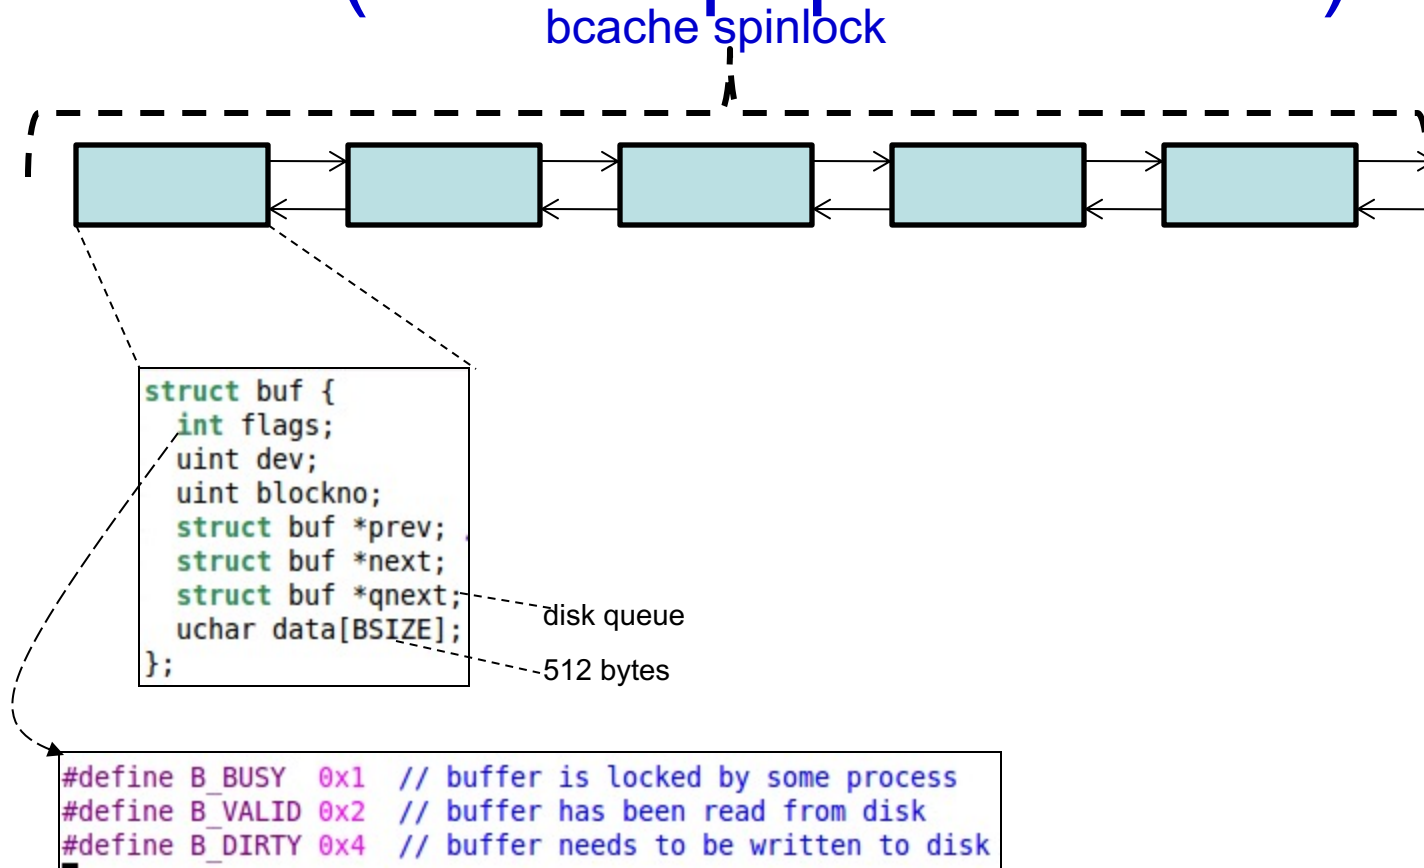 bcache spinlock
struct buf {
int flags;
uint dev;
uint blockno;
struct buf *prev;
struct buf *next;
struct buf *qnext;
uchar data[BSIZE];
};
disk queue
512 bytes
#define B_BUSY 0x1 // buffer is locked by some process
#define B_VALID 0x2 // buffer has been read from disk
#define B_DIRTY 0x4 // buffer needs to be written to disk